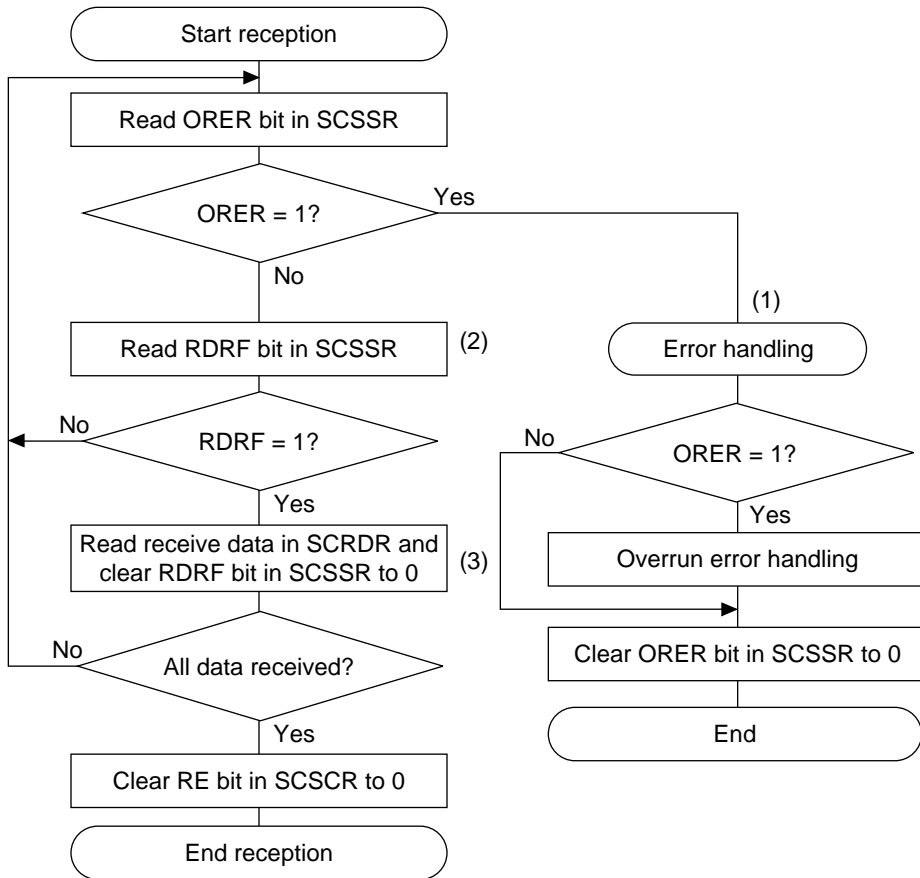 Start reception
Read ORER bit in SCSSR
ORER = 1?
Yes
No
(1)
Read RDRF bit in SCSSR
(2)
Error handling
RDRF = 1?
No
Yes
ORER = 1?
No
Yes
Read receive data in SCRDR and
clear RDRF bit in SCSSR to 0
(3)
Overrun error handling
All data received?
No
Yes
Clear ORER bit in SCSSR to 0
End
Clear RE bit in SCSCR to 0
End reception